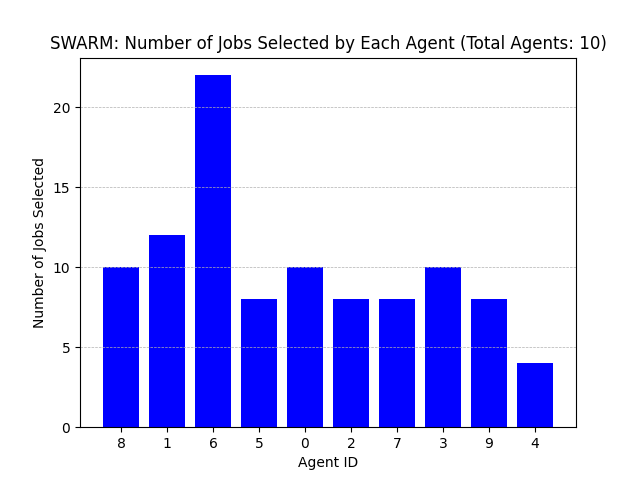 SWARM: Number of Jobs Selected by Each Agent (Total Agents: 10)
Number of Jobs Selected
20
15
10
5
0
8 1 6 5 0 2 7 3 9 4
Agent ID